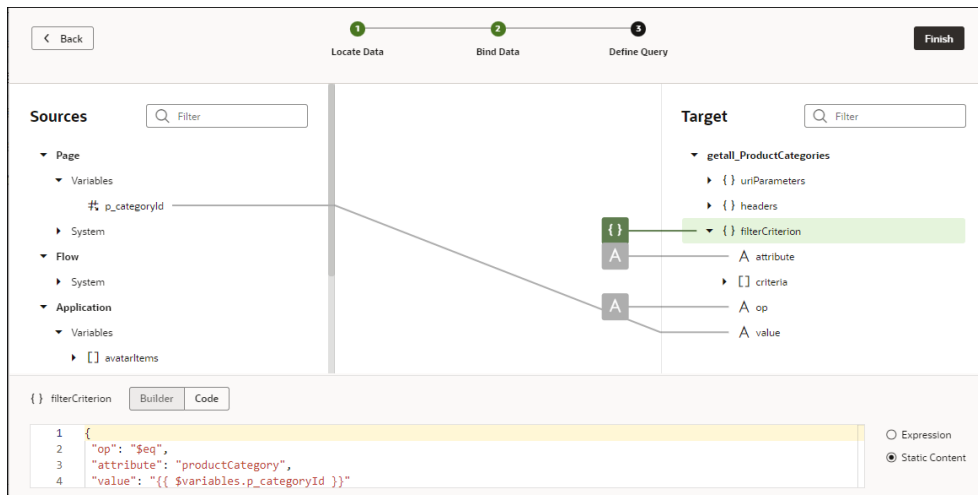 Back
1
2
3
Locate Data
Bind Data
Define Query
Finish
Sources
Filter
Page
Variables
p_categoryId
System
Flow
System
Application
Variables
[ ] avatarItems
Target
Filter
getall_ProductCategories
{ } uriParameters
{ } headers
{ }
{ } filterCriterion
A
A attribute
[ ] criteria
A
A op
A value
{ } filterCriterion
Builder
Code
1 {
2 "op": "$eq",
3 "attribute": "productCategory",
4 "value": "{{ $variables.p_categoryId }}"
Expression
Static Content